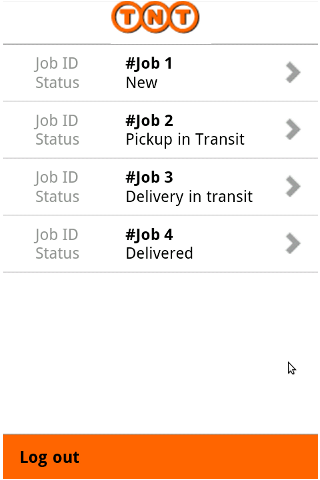 TNT
Job ID #Job 1
Status New
Job ID #Job 2
Status Pickup in Transit
Job ID #Job 3
Status Delivery in transit
Job ID #Job 4
Status Delivered
Log out